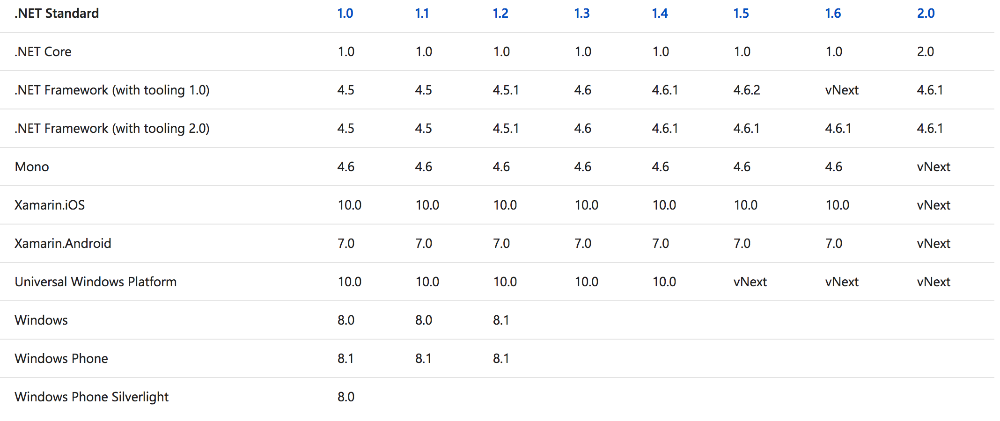 .NET Standard 1.0 1.1 1.2 1.3 1.4 1.5 1.6 2.0
.NET Core 1.0 1.0 1.0 1.0 1.0 1.0 1.0 2.0
.NET Framework (with tooling 1.0) 4.5 4.5 4.5.1 4.6 4.6.1 4.6.2 vNext 4.6.1
.NET Framework (with tooling 2.0) 4.5 4.5 4.5.1 4.6 4.6.1 4.6.1 4.6.1 4.6.1
Mono 4.6 4.6 4.6 4.6 4.6 4.6 4.6 vNext
Xamarin.iOS 10.0 10.0 10.0 10.0 10.0 10.0 10.0 vNext
Xamarin.Android 7.0 7.0 7.0 7.0 7.0 7.0 7.0 vNext
Universal Windows Platform 10.0 10.0 10.0 10.0 10.0 vNext vNext vNext
Windows 8.0 8.0 8.1
Windows Phone 8.1 8.1 8.1
Windows Phone Silverlight 8.0